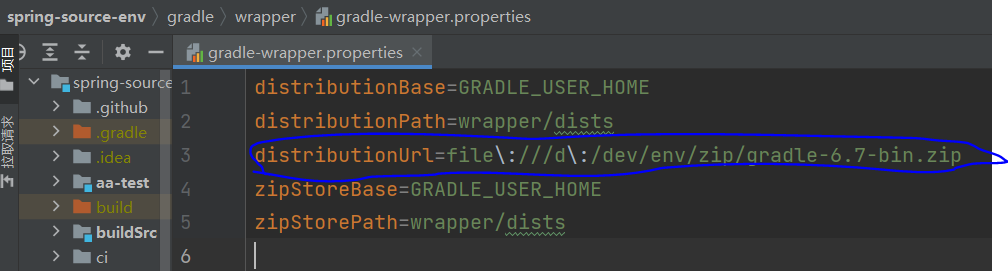 spring-source-env 〉 gradle 〉 wrapper 〉 gradle-wrapper.properties
项目
拉取请求
spring-source
.github
.gradle
.idea
aa-test
build
buildSrc
ci
gradle-wrapper.properties ×
1 distributionBase=GRADLE_USER_HOME
2 distributionPath=wrapper/dists
3 distributionUrl=file\:///d\:/dev/env/zip/gradle-6.7-bin.zip
4 zipStoreBase=GRADLE_USER_HOME
5 zipStorePath=wrapper/dists
6